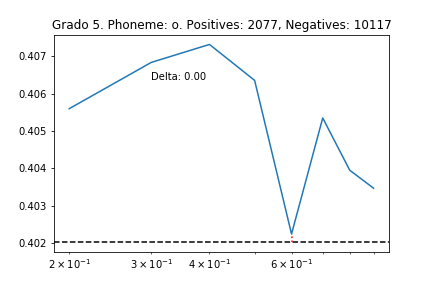 Grado 5. Phoneme: o. Positives: 2077, Negatives: 10117
0.407
Delta: 0.00
0.406
0.405
0.404
0.403
0.402
2 × 10⁻¹ 3 × 10⁻¹ 4 × 10⁻¹ 6 × 10⁻¹